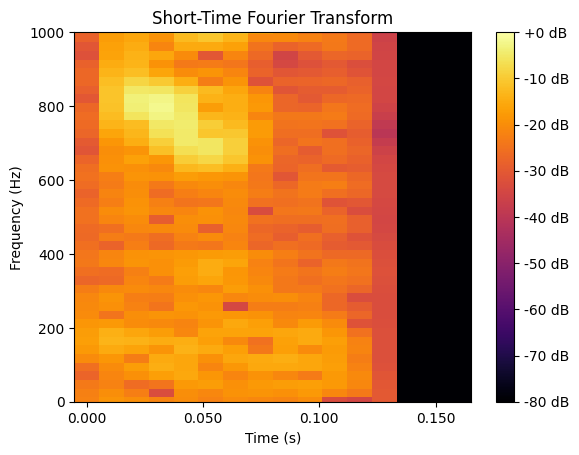 Short-Time Fourier Transform
Frequency (Hz)
1000
800
600
400
200
0
0.000
0.050
0.100
0.150
Time (s)
+0 dB
-10 dB
-20 dB
-30 dB
-40 dB
-50 dB
-60 dB
-70 dB
-80 dB